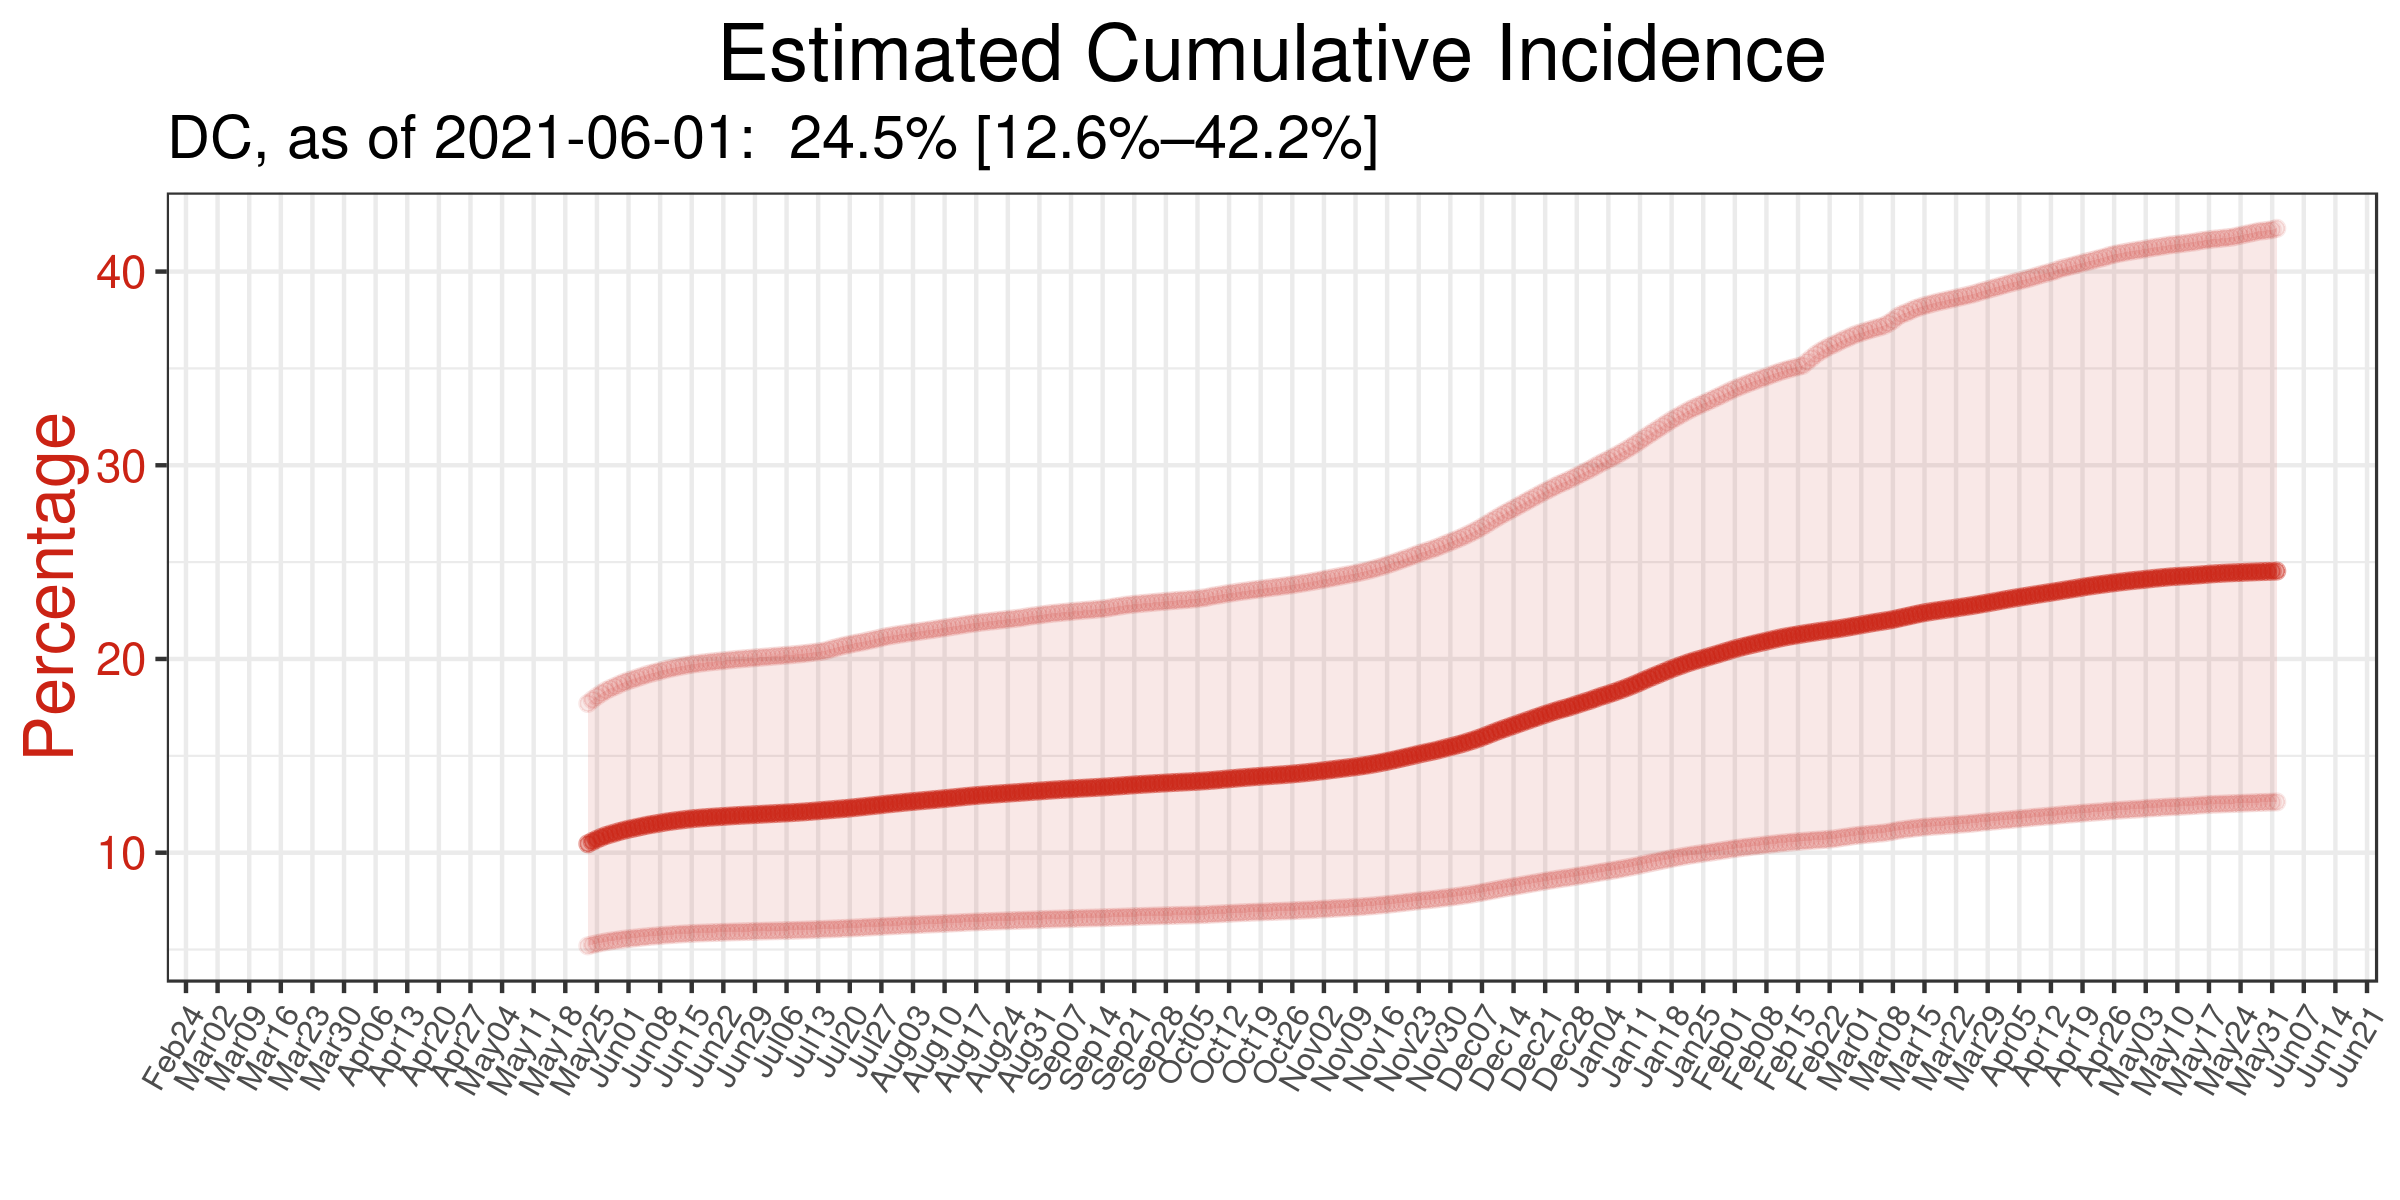 Estimated Cumulative Incidence
DC, as of 2021-06-01:  24.5% [12.6%–42.2%]
Percentage
40
30
20
10
Feb24
Mar02
Mar09
Mar16
Mar23
Mar30
Apr06
Apr13
Apr20
Apr27
May04
May11
May18
May25
Jun01
Jun08
Jun15
Jun22
Jun29
Jul06
Jul13
Jul20
Jul27
Aug03
Aug10
Aug17
Aug24
Aug31
Sep07
Sep14
Sep21
Sep28
Oct05
Oct12
Oct19
Oct26
Nov02
Nov09
Nov16
Nov23
Nov30
Dec07
Dec14
Dec21
Dec28
Jan04
Jan11
Jan18
Jan25
Feb01
Feb08
Feb15
Feb22
Mar01
Mar08
Mar15
Mar22
Mar29
Apr05
Apr12
Apr19
Apr26
May03
May10
May17
May24
May31
Jun07
Jun14
Jun21